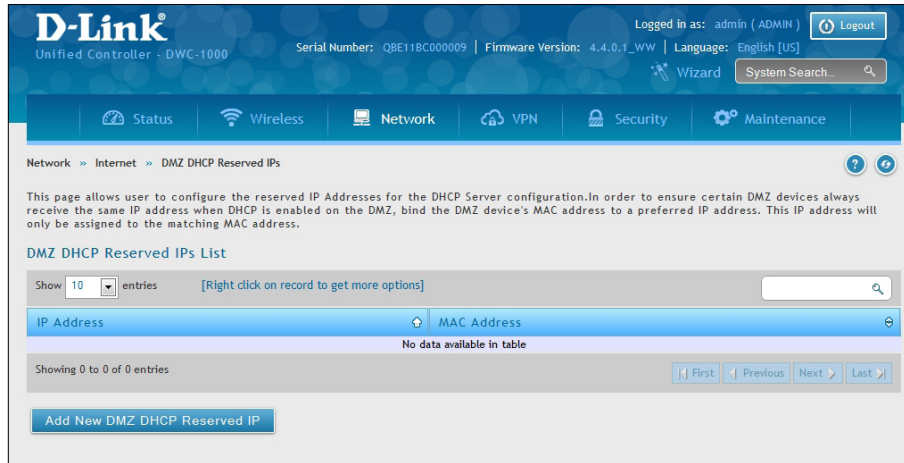 D-Link®
Unified Controller - DWC-1000
Logged in as: admin ( ADMIN ) Logout
Serial Number: QBE11BC000009 | Firmware Version: 4.4.0.1_WW | Language: English [US]
Wizard System Search...
Status Wireless Network VPN Security Maintenance
Network » Internet » DMZ DHCP Reserved IPs ?
This page allows user to configure the reserved IP Addresses for the DHCP Server configuration.In order to ensure certain DMZ devices always
receive the same IP address when DHCP is enabled on the DMZ, bind the DMZ device's MAC address to a preferred IP address. This IP address will
only be assigned to the matching MAC address.
DMZ DHCP Reserved IPs List
Show 10 entries [Right click on record to get more options]
IP Address MAC Address
No data available in table
Showing 0 to 0 of 0 entries First Previous Next Last
Add New DMZ DHCP Reserved IP